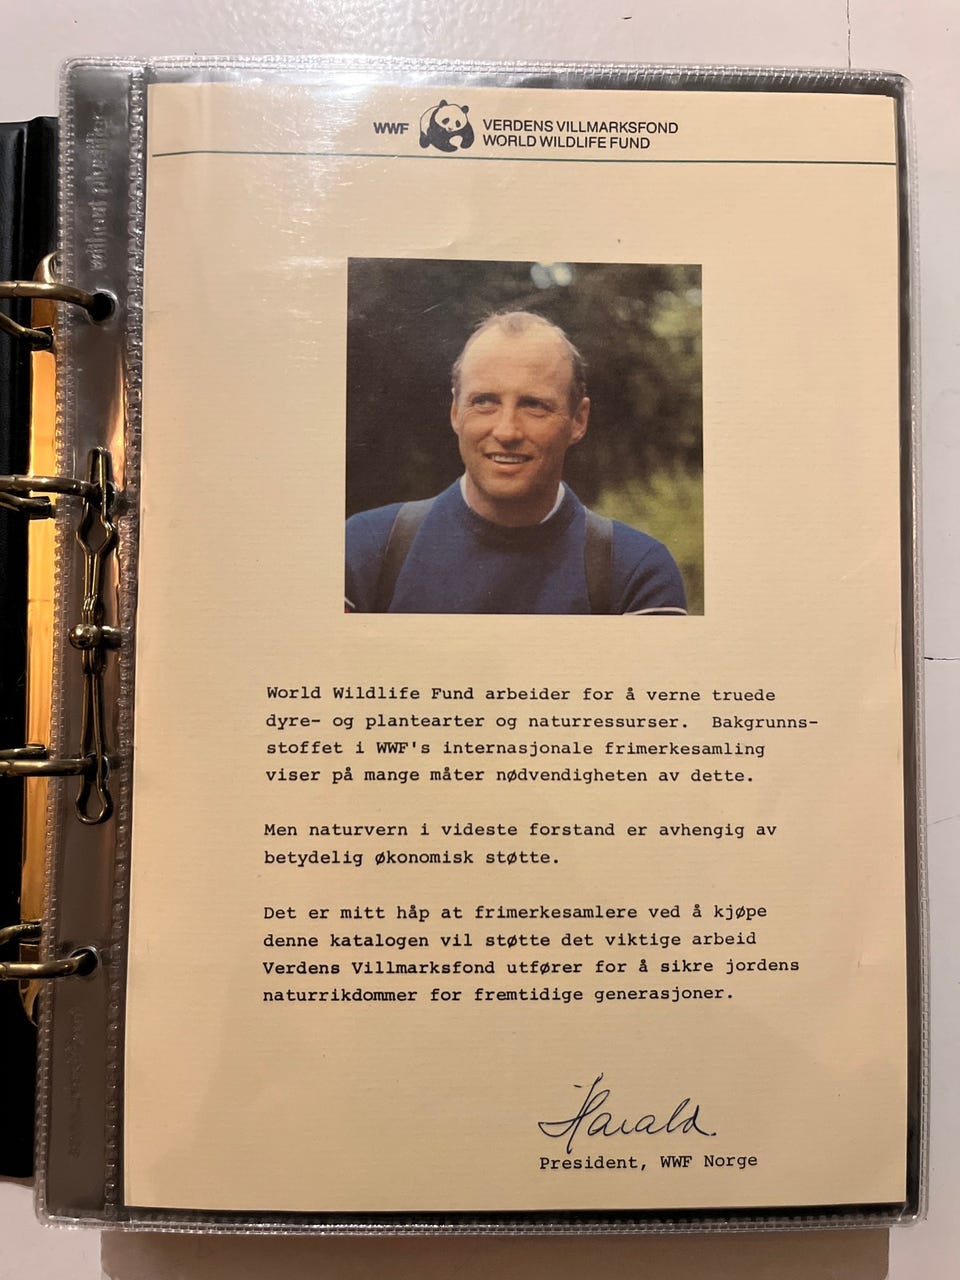 WWF
VERDENS VILLMARKSFOND
WORLD WILDLIFE FUND
World Wildlife Fund arbeider for å verne truede
dyre- og plantearter og naturressurser. Bakgrunns-
stoffet i WWF's internasjonale frimerkesamling
viser på mange måter nødvendigheten av dette.
Men naturvern i videste forstand er avhengig av
betydelig økonomisk støtte.
Det er mitt håp at frimerkesamlere ved å kjøpe
denne katalogen vil støtte det viktige arbeid
Verdens Villmarksfond utfører for å sikre jordens
naturrikdommer for fremtidige generasjoner.
Harald
President, WWF Norge